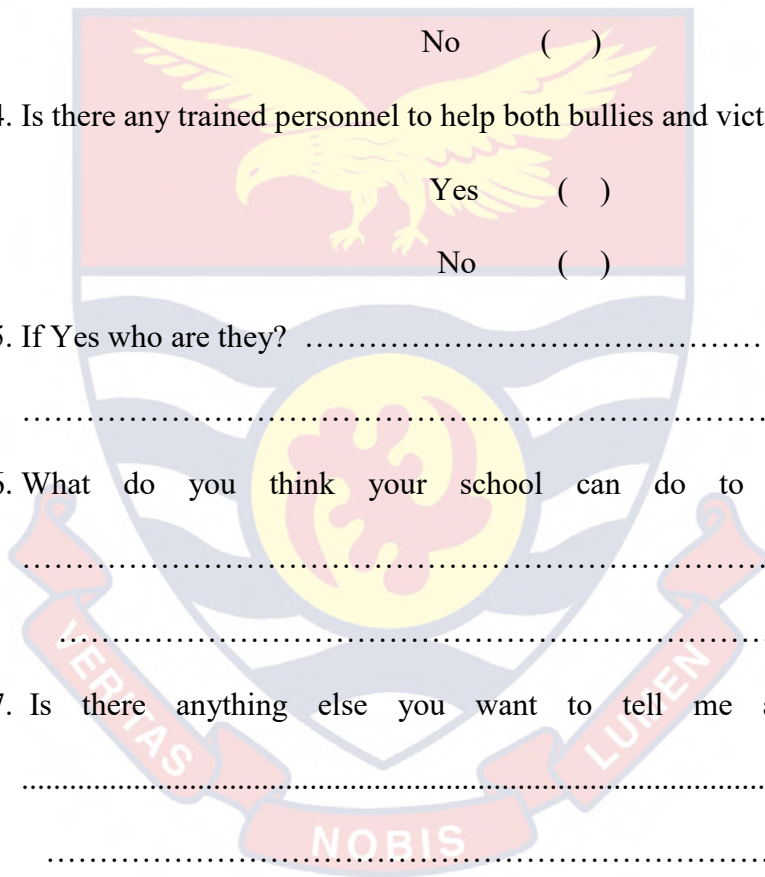 No ( )
4. Is there any trained personnel to help both bullies and vict
Yes ( )
No ( )
5. If Yes who are they? ……………………………………
……………………………………………………………………
6. What do you think your school can do to
……………………………………………………………………
……………………………………………………………………
7. Is there anything else you want to tell me a
......................................................................................
……………………………………………………………………
VERITAS NOBIS LUMEN